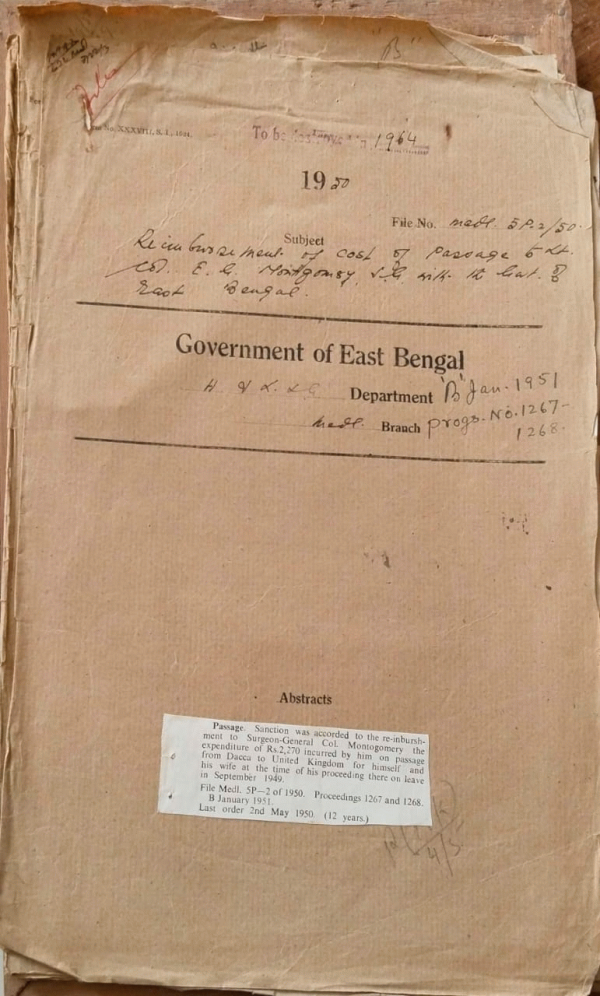 "B"
No. XXXVIII, S. I., 
To be destroyed in 1964
1950
File No. medl. 5P-2/50.
Subject
Reimbursement of cost of passage to Lt.
Col. E. G. Montgomery, S.G. with the Govt. of
East Bengal.
Government of East Bengal
H & L. S. G Department "B" Jan. 1951
medl. Branch progs. No. 1267-
1268.
Abstracts
Passage. Sanction was accorded to the re-inbursh-
ment to Surgeon-General Col. Montogomery the
expenditure of Rs.2,270 incurred by him on passage
from Dacca to United Kingdom for himself and
his wife at the time of his proceeding there on leave
in September 1949.
File Medl. 5P—2 of 1950. Proceedings 1267 and 1268.
B January 1951.
Last order 2nd May 1950. (12 years.)
4/5